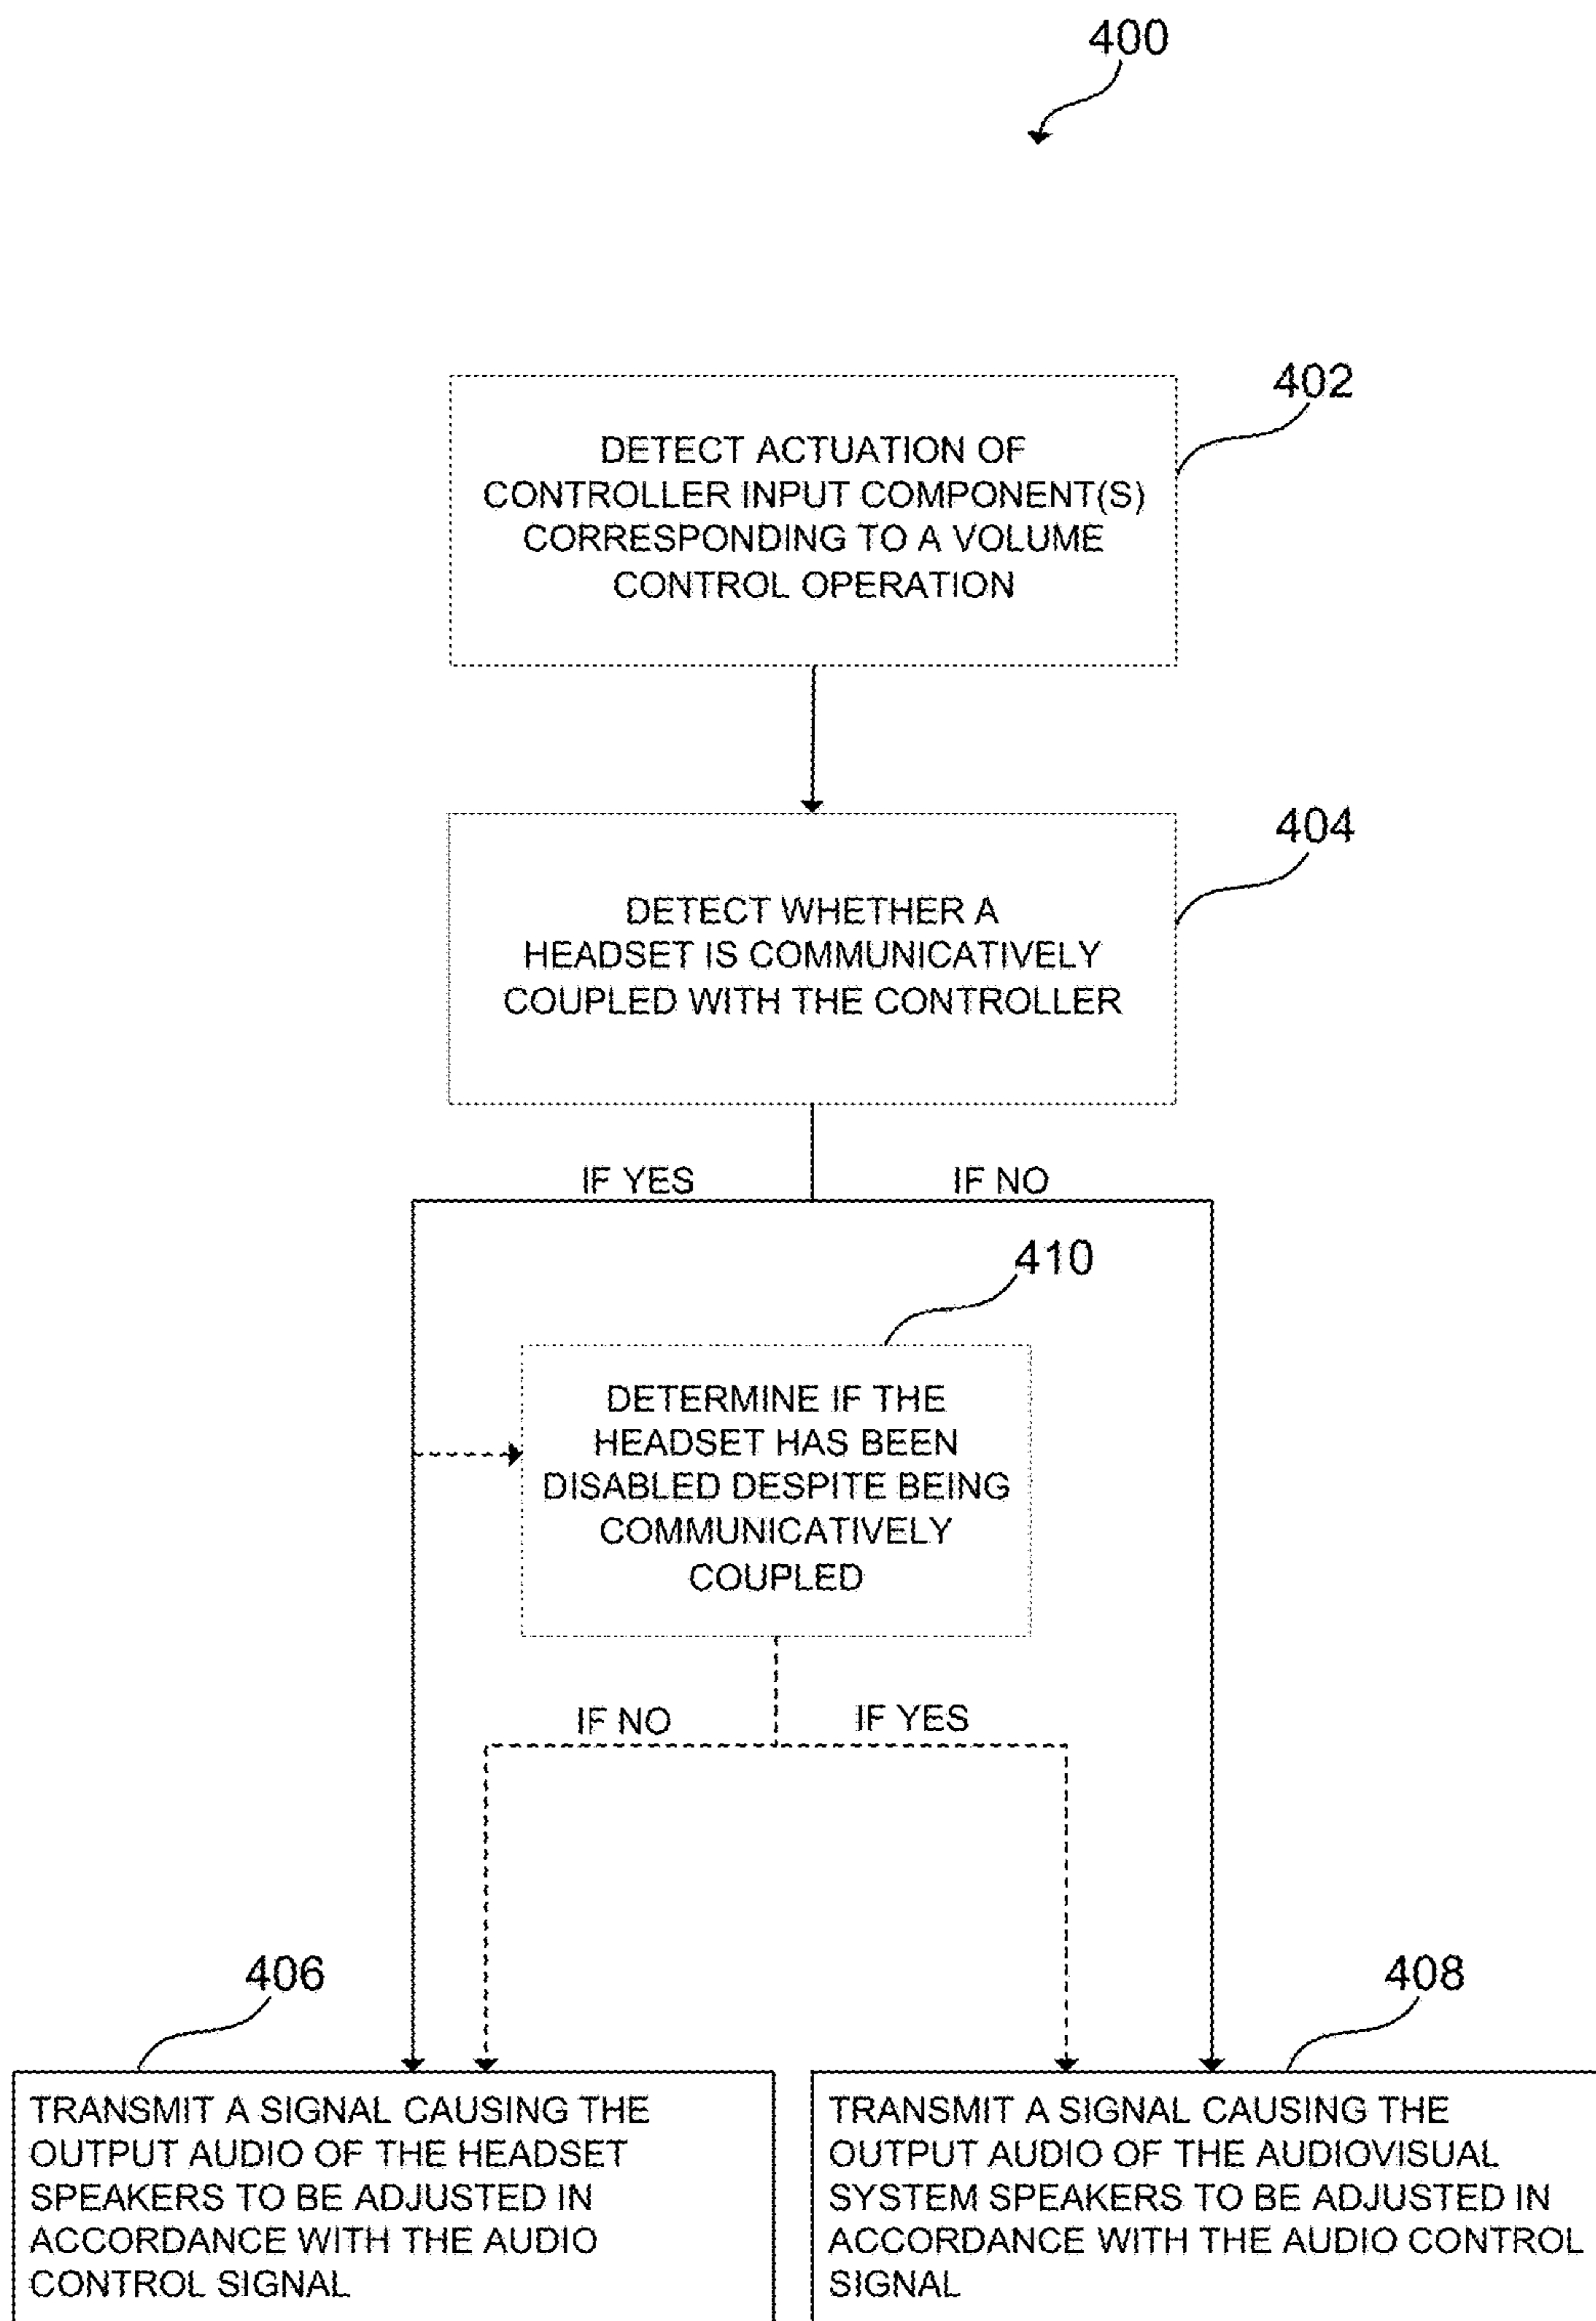 400
402
DETECT ACTUATION OF
CONTROLLER INPUT COMPONENT(S)
CORRESPONDING TO A VOLUME
CONTROL OPERATION
404
DETECT WHETHER A
HEADSET IS COMMUNICATIVELY
COUPLED WITH THE CONTROLLER
IF YES
IF NO
410
DETERMINE IF THE
HEADSET HAS BEEN
DISABLED DESPITE BEING
COMMUNICATIVELY
COUPLED
IF NO
IF YES
406
TRANSMIT A SIGNAL CAUSING THE
OUTPUT AUDIO OF THE HEADSET
SPEAKERS TO BE ADJUSTED IN
ACCORDANCE WITH THE AUDIO
CONTROL SIGNAL
408
TRANSMIT A SIGNAL CAUSING THE
OUTPUT AUDIO OF THE AUDIOVISUAL
SYSTEM SPEAKERS TO BE ADJUSTED IN
ACCORDANCE WITH THE AUDIO CONTROL
SIGNAL